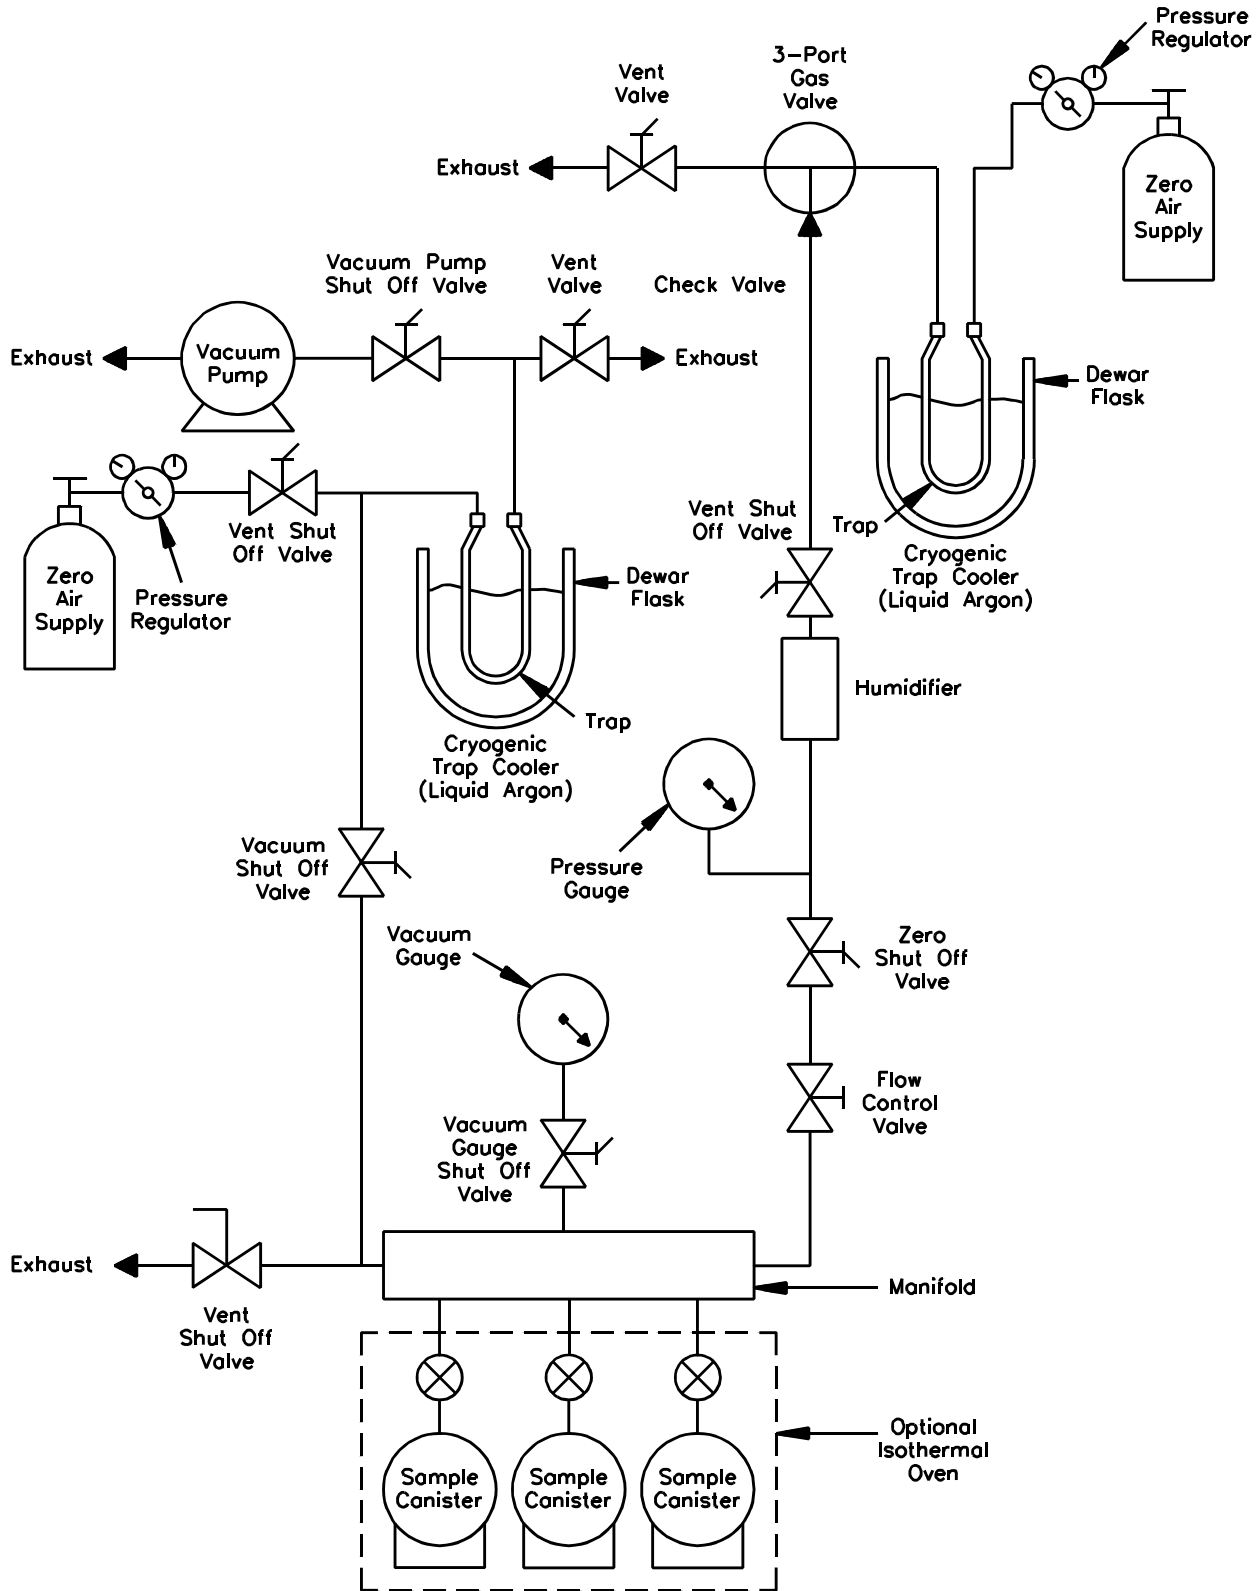 Pressure
Regulator
3-Port
Gas
Valve
Vent
Valve
Exhaust
Zero
Air
Supply
Vacuum Pump
Shut Off Valve
Vent
Valve
Check Valve
Exhaust
Vacuum
Pump
Exhaust
Dewar
Flask
Trap
Cryogenic
Trap Cooler
(Liquid Argon)
Vent Shut
Off Valve
Vent Shut
Off Valve
Zero
Air
Supply
Pressure
Regulator
Dewar
Flask
Trap
Cryogenic
Trap Cooler
(Liquid Argon)
Humidifier
Pressure
Gauge
Vacuum
Shut Off
Valve
Vacuum
Gauge
Zero
Shut Off
Valve
Flow
Control
Valve
Vacuum
Gauge
Shut Off
Valve
Exhaust
Vent
Shut Off
Valve
Manifold
Optional
Isothermal
Oven
Sample
Canister
Sample
Canister
Sample
Canister